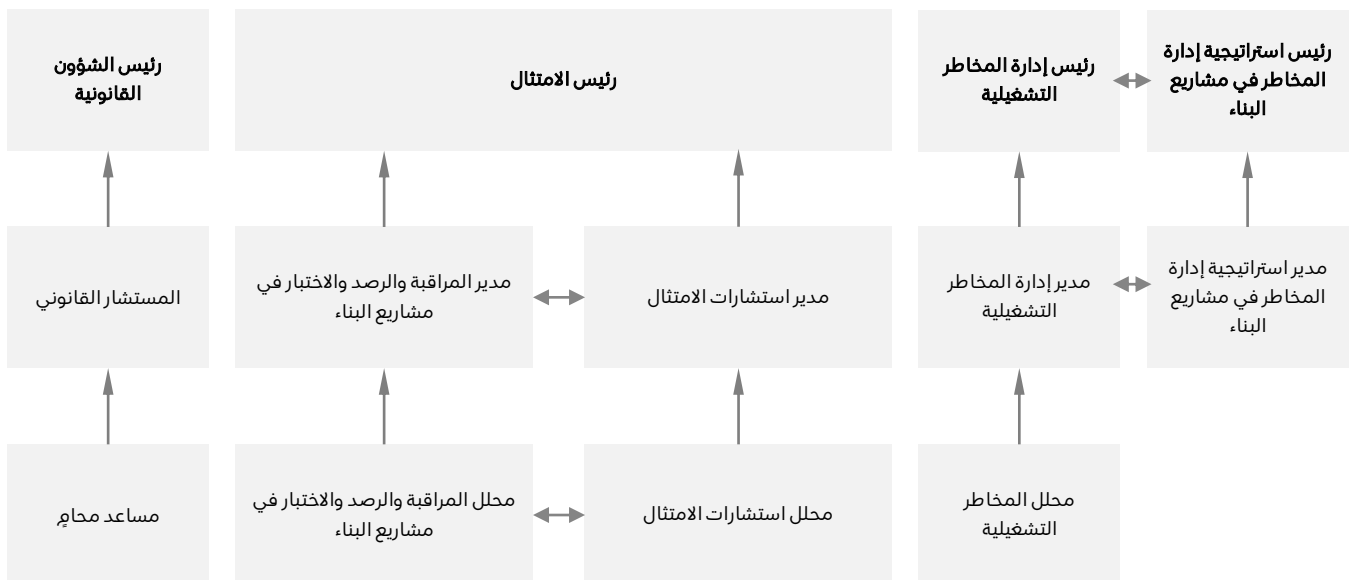 رئيس استراتيجية إدارة
المخاطر في مشاريع
البناء
رئيس إدارة المخاطر
التشغيلية
رئيس الامتثال
رئيس الشؤون
القانونية
مدير استراتيجية إدارة
المخاطر في مشاريع
البناء
مدير إدارة المخاطر
التشغيلية
مدير استشارات الامتثال
مدير المراقبة والرصد والاختبار في
مشاريع البناء
المستشار القانوني
محلل المخاطر
التشغيلية
محلل استشارات الامتثال
محلل المراقبة والرصد والاختبار في
مشاريع البناء
مساعد محامٍ